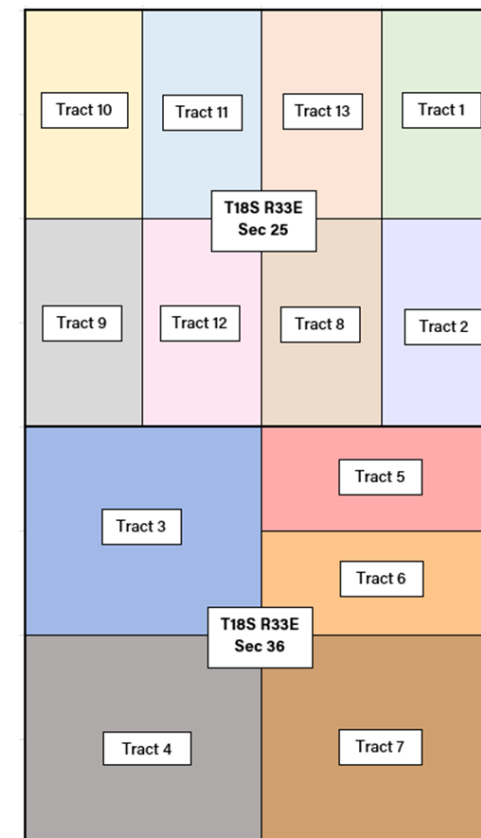 Tract 10
Tract 11
Tract 13
Tract 1
T18S R33E
Sec 25
Tract 9
Tract 12
Tract 8
Tract 2
Tract 5
Tract 3
Tract 6
T18S R33E
Sec 36
Tract 4
Tract 7